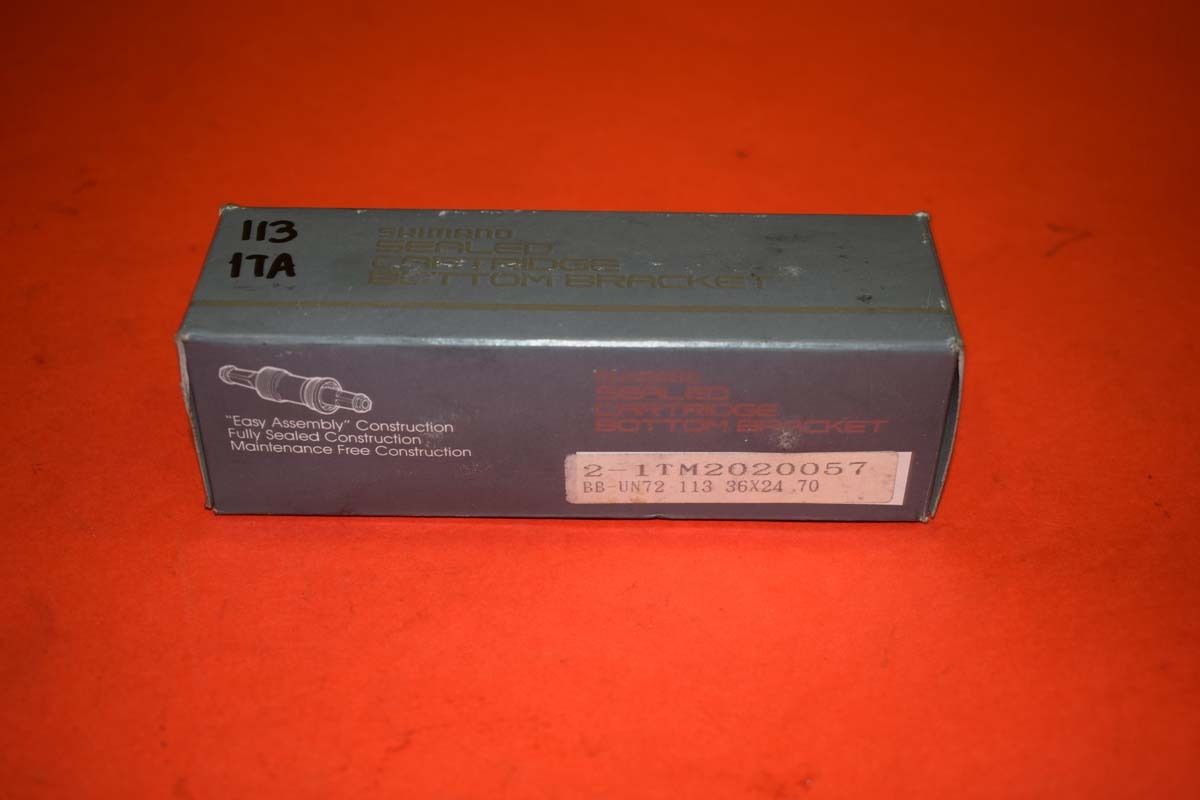 113
ITA
SHIMANO
SEALED
CARTRIDGE
BOTTOM BRACKET
"Easy Assembly" Construction
Fully Sealed Construction
Maintenance Free Construction
SHIMANO
SEALED
CARTRIDGE
BOTTOM BRACKET
2-1TM2020057
BB-UN72 113 36X24 .70